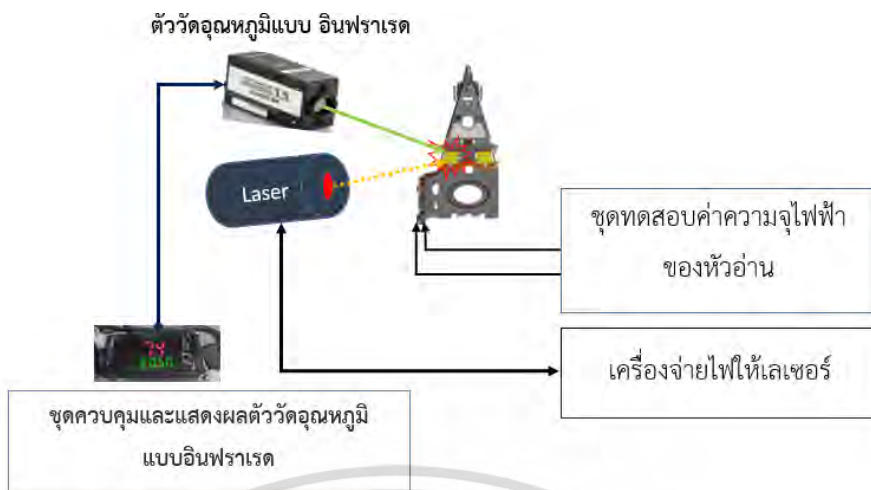 ตัววัดอุณหภูมิแบบ อินฟราเรด
Laser
ชุดทดสอบค่าความจุไฟฟ้า
ของหัวอ่าน
เครื่องจ่ายไฟให้เลเซอร์
ชุดควบคุมและแสดงผลตัววัดอุณหภูมิ
แบบอินฟราเรด